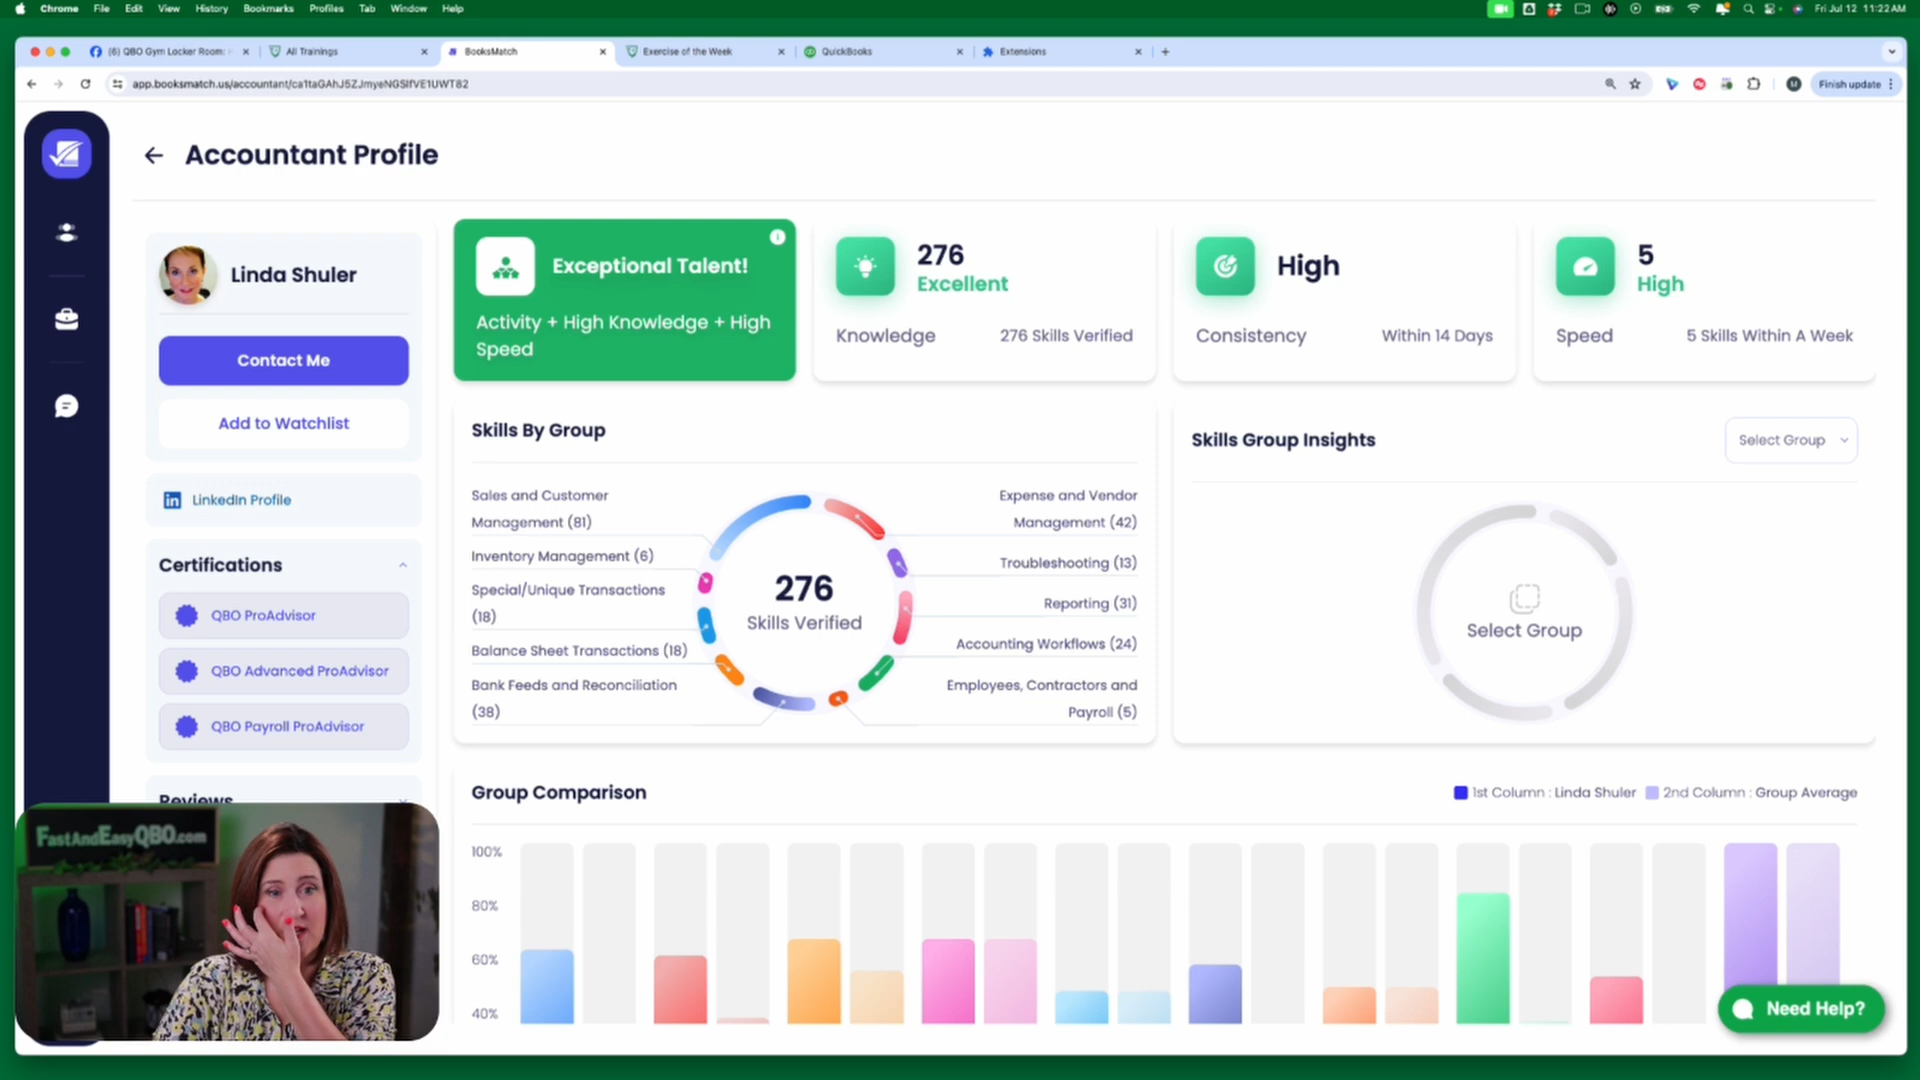 Chrome File Edit View History Bookmarks Profiles Tab Window Help
Fri Jul 12 11:22 AM
(6) QBO Gym Locker Room:
All Trainings
BooksMatch
Exercise of the Week
QuickBooks
Extensions
app.booksmatch.us/accountant/ca1taGAhJ5ZJmyeNGSlfVE1UWT82
Finish update
Accountant Profile
Linda Shuler
Contact Me
Add to Watchlist
LinkedIn Profile
Certifications
QBO ProAdvisor
QBO Advanced ProAdvisor
QBO Payroll ProAdvisor
Reviews
Exceptional Talent!
Activity + High Knowledge + High
Speed
276
Excellent
Knowledge
276 Skills Verified
High
Consistency
Within 14 Days
5
High
Speed
5 Skills Within A Week
Skills By Group
Sales and Customer
Management (81)
Inventory Management (6)
Special/Unique Transactions
(18)
Balance Sheet Transactions (18)
Bank Feeds and Reconciliation
(38)
276
Skills Verified
Expense and Vendor
Management (42)
Troubleshooting (13)
Reporting (31)
Accounting Workflows (24)
Employees, Contractors and
Payroll (5)
Skills Group Insights
Select Group
Select Group
Group Comparison
1st Column : Linda Shuler
2nd Column : Group Average
100%
80%
60%
40%
Need Help?
FastAndEasyQBO.com